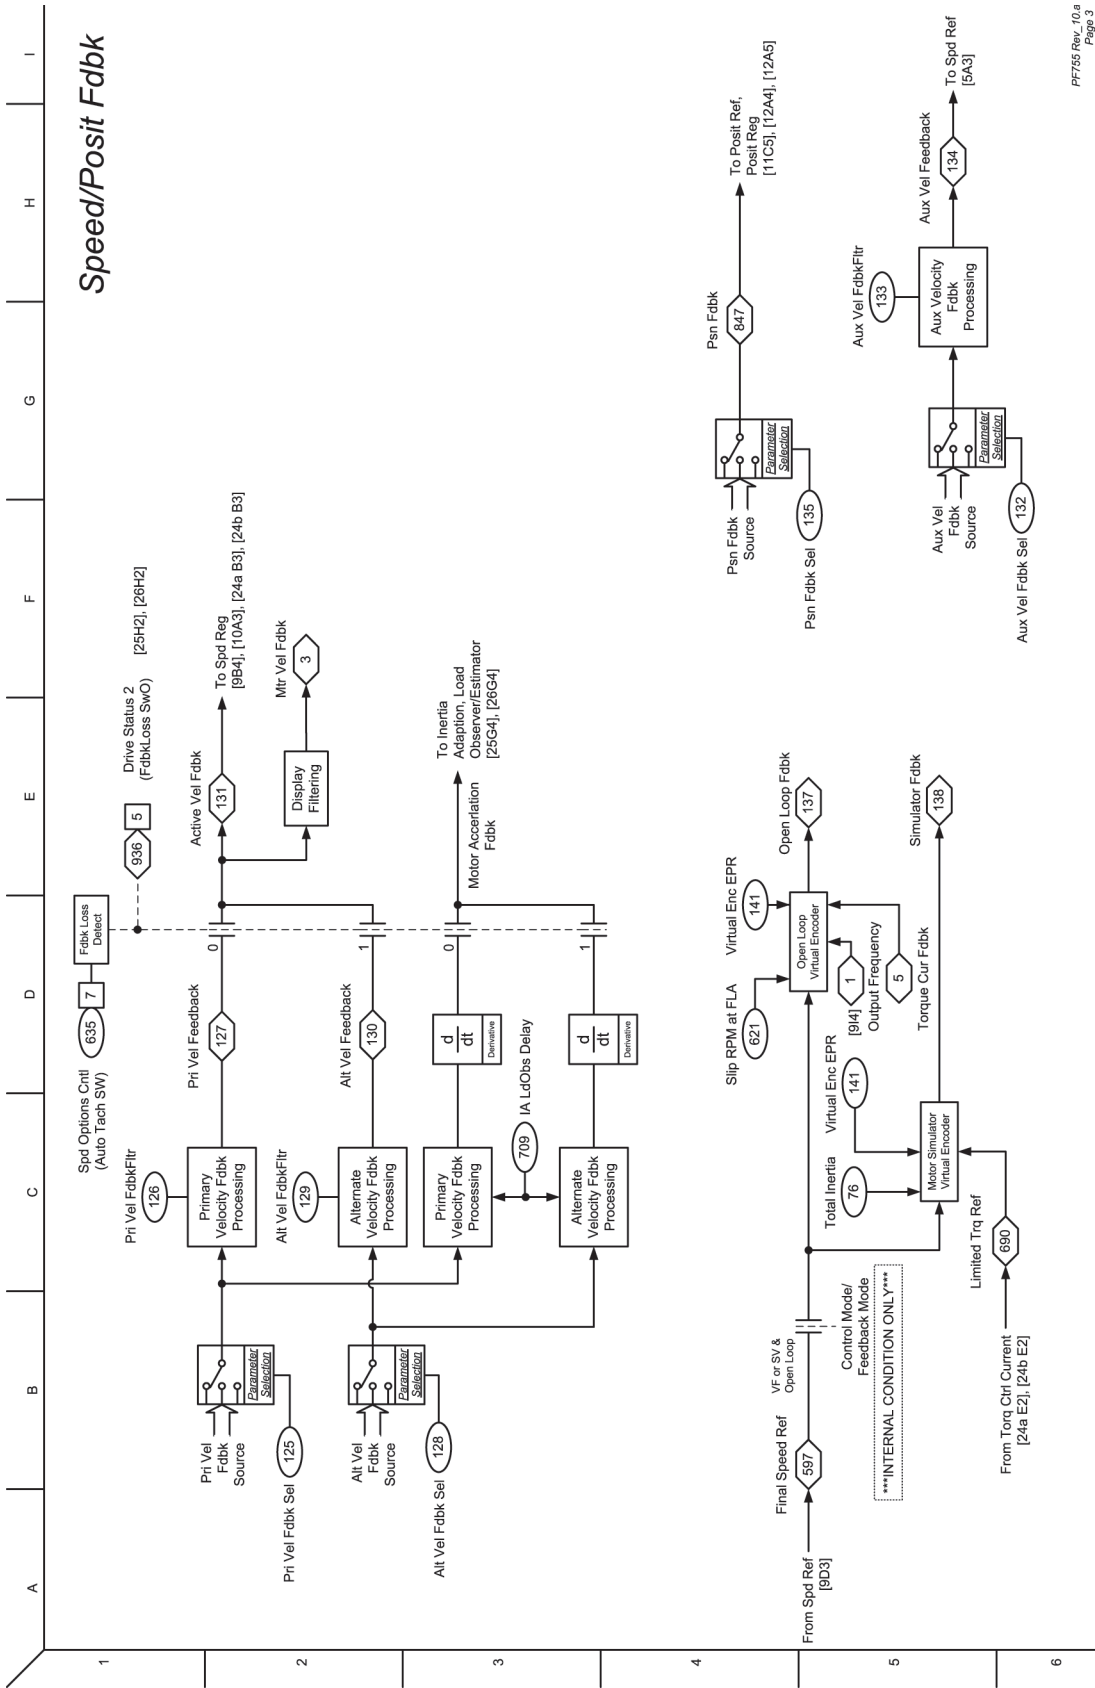 Speed/Posit Fdbk
A
B
C
D
E
F
G
H
I
1
2
3
4
5
6
Spd Options Cntl
(Auto Tach SW)
635
7
Fdbk Loss
Detect
936
5
Drive Status 2
(FdbkLoss SwO)
[25H2], [26H2]
Pri Vel
Fdbk
Source
Parameter
Selection
125
Pri Vel Fdbk Sel
Pri Vel FdbkFltr
126
Primary
Velocity Fdbk
Processing
Pri Vel Feedback
127
0
Active Vel Fdbk
131
To Spd Reg
[9B4], [10A3], [24a B3], [24b B3]
Display
Filtering
Mtr Vel Fdbk
3
Alt Vel
Fdbk
Source
Parameter
Selection
128
Alt Vel Fdbk Sel
Alt Vel FdbkFltr
129
Alternate
Velocity Fdbk
Processing
Alt Vel Feedback
130
1
Primary
Velocity Fdbk
Processing
d
dt
Derivative
0
Motor Accerlation
Fdbk
To Inertia
Adaption, Load
Observer/Estimator
[25G4], [26G4]
709
IA LdObs Delay
Alternate
Velocity Fdbk
Processing
d
dt
Derivative
1
Psn Fdbk
Source
Parameter
Selection
135
Psn Fdbk Sel
Psn Fdbk
847
To Posit Ref,
Posit Reg
[11C5], [12A4], [12A5]
Aux Vel
Fdbk
Source
Parameter
Selection
132
Aux Vel Fdbk Sel
Aux Vel FdbkFltr
133
Aux Velocity
Fdbk
Processing
Aux Vel Feedback
134
To Spd Ref
[5A3]
From Spd Ref
[9D3]
Final Speed Ref
597
VF or SV &
Open Loop
Control Mode/
Feedback Mode
***INTERNAL CONDITION ONLY***
Slip RPM at FLA
621
Virtual Enc EPR
141
Open Loop
Virtual Encoder
Open Loop Fdbk
137
1
[9I4]
Output Frequency
5
Torque Cur Fdbk
Virtual Enc EPR
141
Total Inertia
76
Motor Simulator
Virtual Encoder
Simulator Fdbk
138
Limited Trq Ref
690
From Torq Ctrl Current
[24a E2], [24b E2]
PF755 Rev_10.a
Page 3